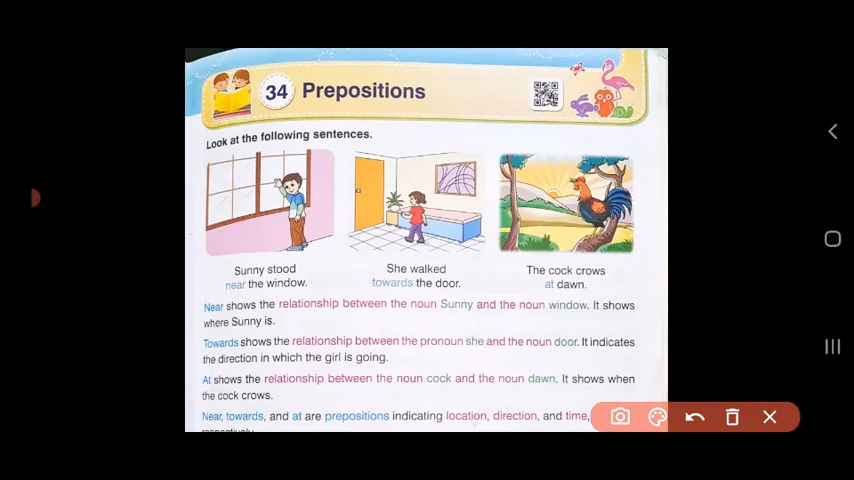 34 Prepositions
Look at the following sentences.
Sunny stood
near the window.
She walked
towards the door.
The cock crows
at dawn.
Near shows the relationship between the noun Sunny and the noun window. It shows
where Sunny is.
Towards shows the relationship between the pronoun she and the noun door. It indicates
the direction in which the girl is going.
At shows the relationship between the noun cock and the noun dawn. It shows when
the cock crows.
Near, towards, and at are prepositions indicating location, direction, and time,